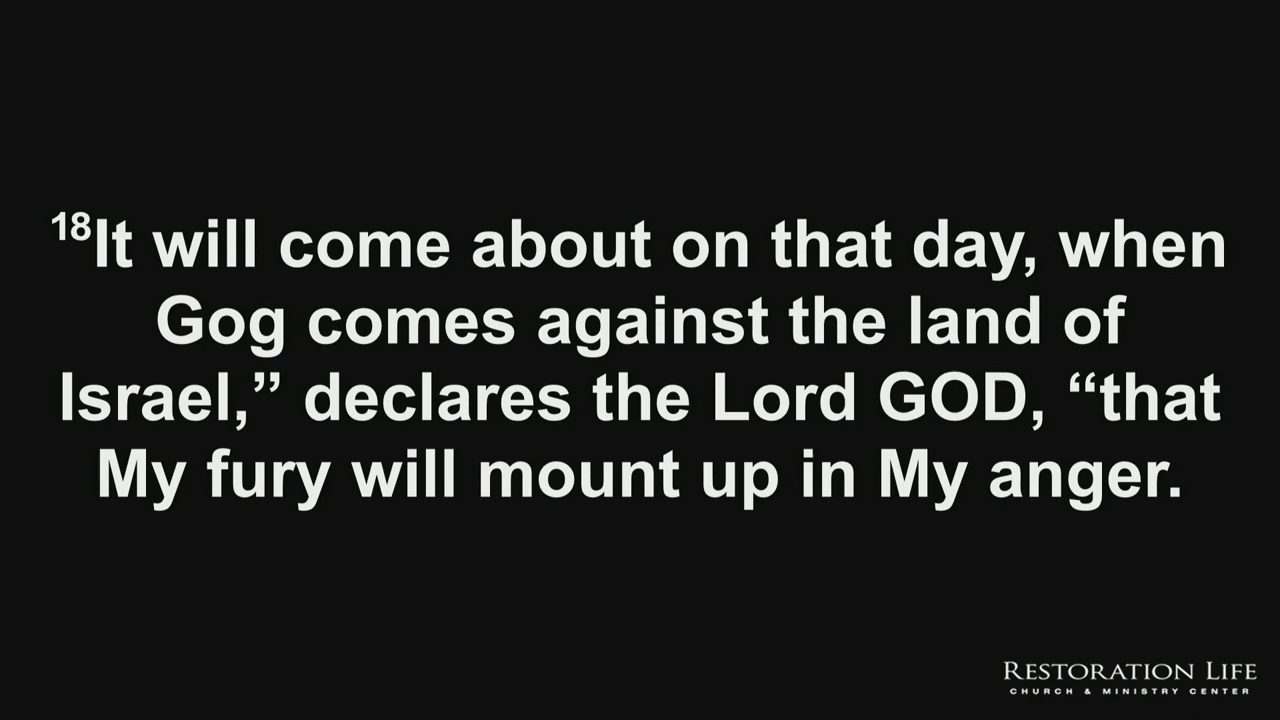 18It will come about on that day, when
Gog comes against the land of
Israel,” declares the Lord GOD, “that
My fury will mount up in My anger.
RESTORATION LIFE
CHURCH & MINISTRY CENTER